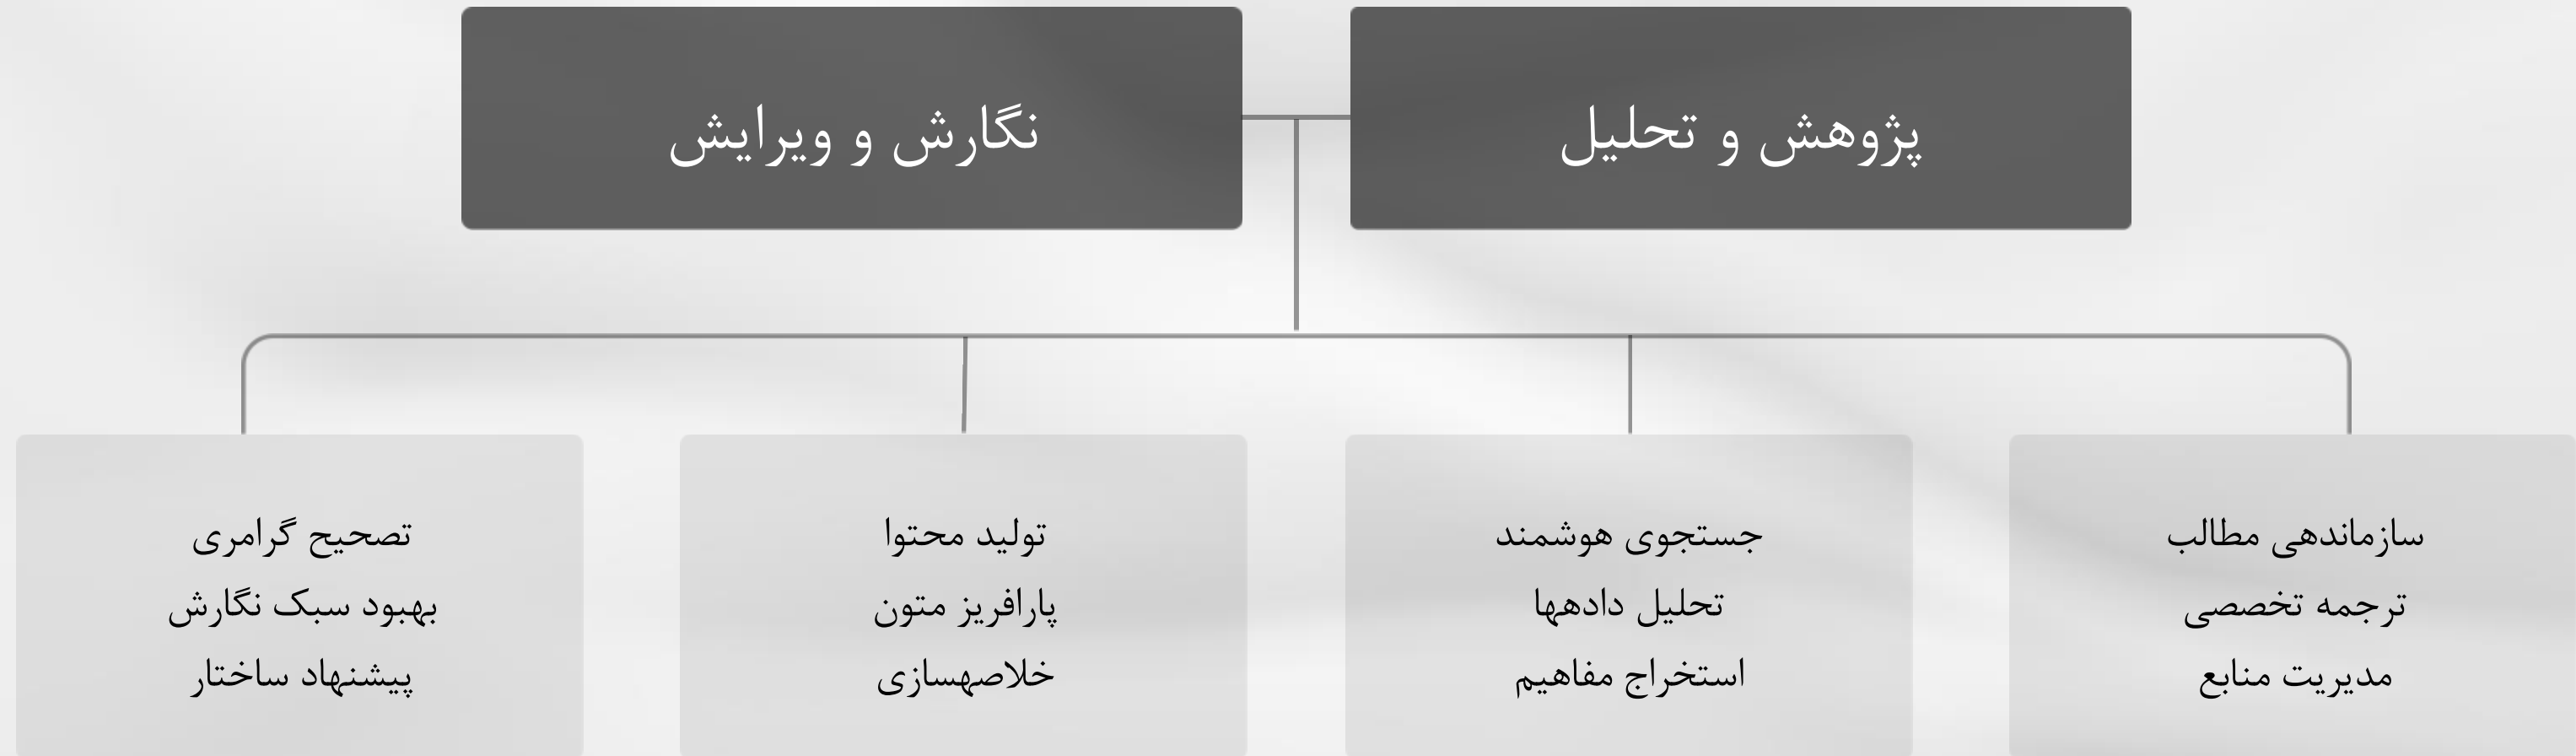 پژوهش و تحلیل
نگارش و ویرایش
سازماندهی مطالب
ترجمه تخصصی
مدیریت منابع
جستجوی هوشمند
تحلیل دادهها
استخراج مفاهیم
تولید محتوا
پارافریز متون
خلاصهسازی
تصحیح گرامری
بهبود سبک نگارش
پیشنهاد ساختار